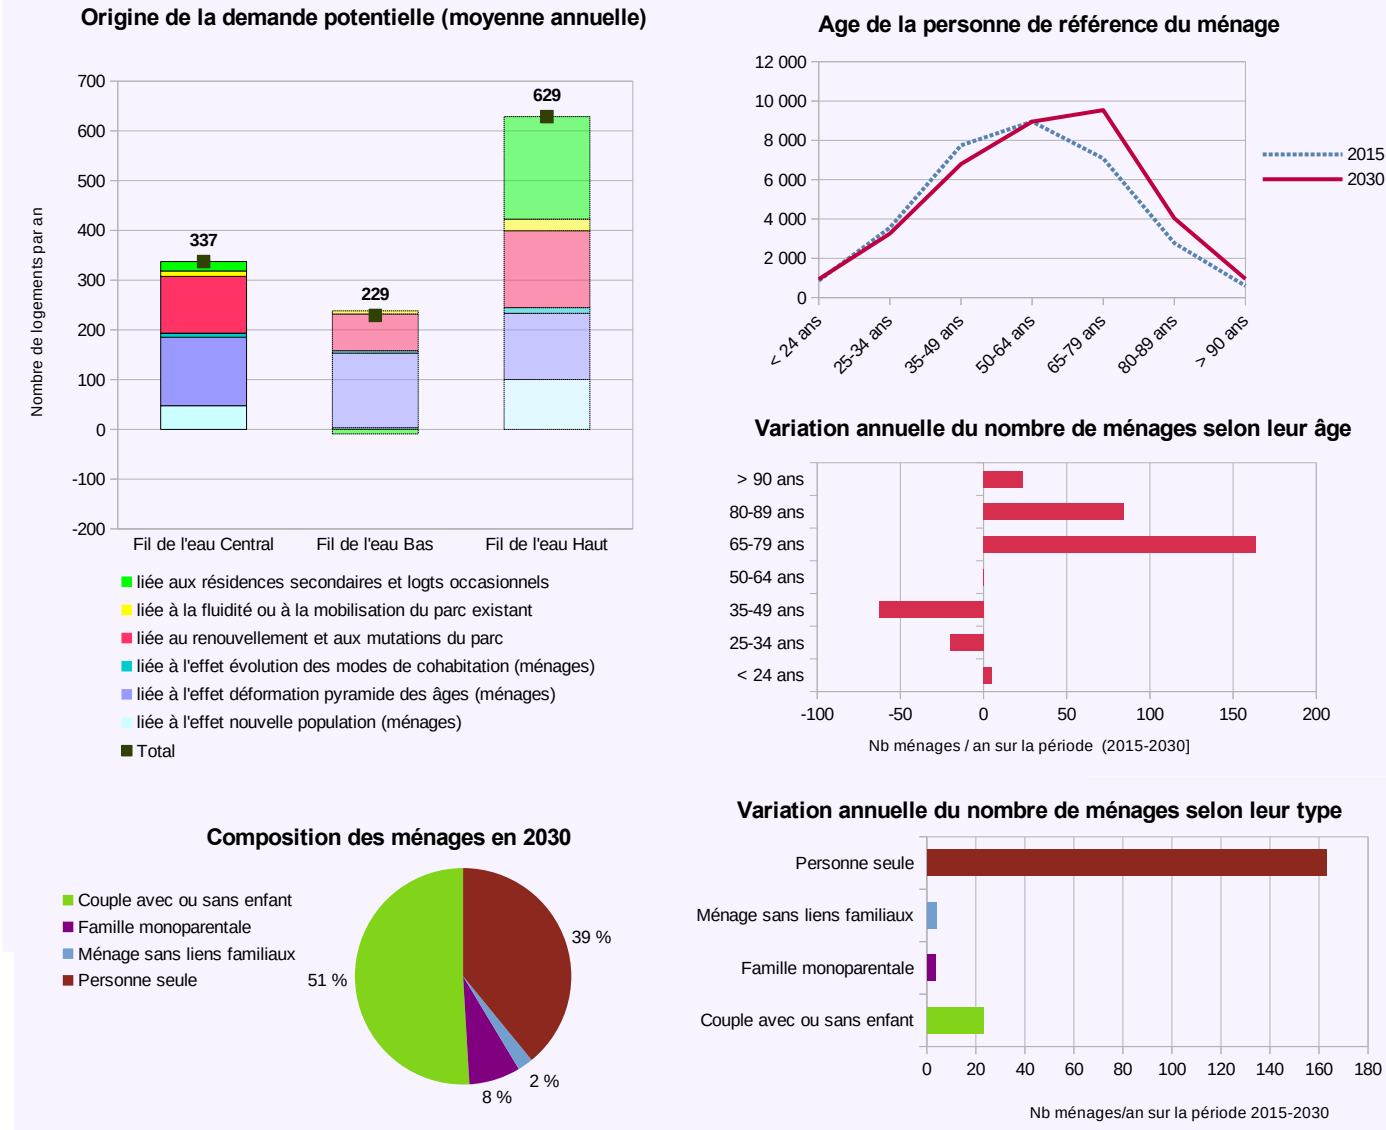 Origine de la demande potentielle (moyenne annuelle)
700
600
500
400
300
200
100
0
-100
-200
Nombre de logements par an
337
229
629
Fil de l'eau Central
Fil de l'eau Bas
Fil de l'eau Haut
liée aux résidences secondaires et logts occasionnels
liée à la fluidité ou à la mobilisation du parc existant
liée au renouvellement et aux mutations du parc
liée à l'effet évolution des modes de cohabitation (ménages)
liée à l'effet déformation pyramide des âges (ménages)
liée à l'effet nouvelle population (ménages)
Total
Age de la personne de référence du ménage
12 000
10 000
8 000
6 000
4 000
2 000
0
< 24 ans
25-34 ans
35-49 ans
50-64 ans
65-79 ans
80-89 ans
> 90 ans
2015
2030
Variation annuelle du nombre de ménages selon leur âge
> 90 ans
80-89 ans
65-79 ans
50-64 ans
35-49 ans
25-34 ans
< 24 ans
-100
-50
0
50
100
150
200
Nb ménages / an sur la période (2015-2030]
Composition des ménages en 2030
Couple avec ou sans enfant
Famille monoparentale
Ménage sans liens familiaux
Personne seule
39 %
51 %
2 %
8 %
Variation annuelle du nombre de ménages selon leur type
Personne seule
Ménage sans liens familiaux
Famille monoparentale
Couple avec ou sans enfant
0
20
40
60
80
100
120
140
160
180
Nb ménages/an sur la période 2015-2030